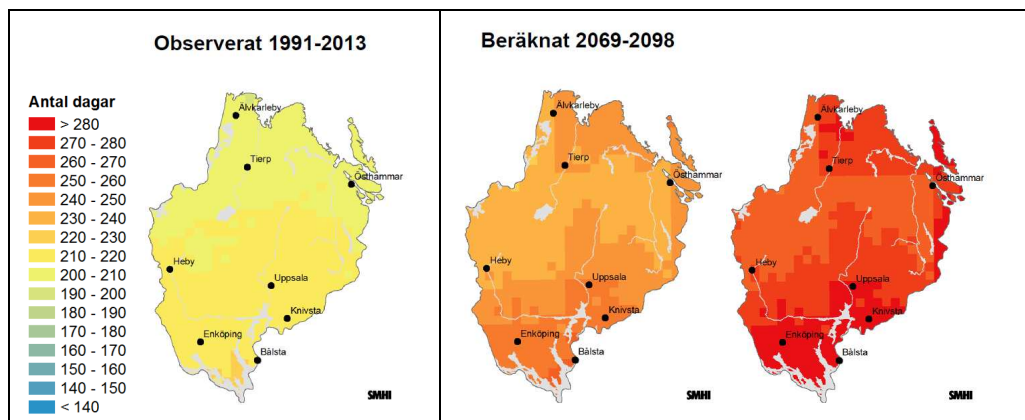 Observerat 1991-2013
Beräknat 2069-2098
Antal dagar
> 280
270 - 280
260 - 270
250 - 260
240 - 250
230 - 240
220 - 230
210 - 220
200 - 210
190 - 200
180 - 190
170 - 180
160 - 170
150 - 160
140 - 150
< 140
Älvkarleby
Tierp
Östhammar
Heby
Uppsala
Knivsta
Enköping
Bålsta
SMHI
Älvkarleby
Tierp
Östhammar
Heby
Uppsala
Knivsta
Enköping
Bålsta
SMHI
Älvkarleby
Tierp
Östhammar
Heby
Uppsala
Knivsta
Enköping
Bålsta
SMHI